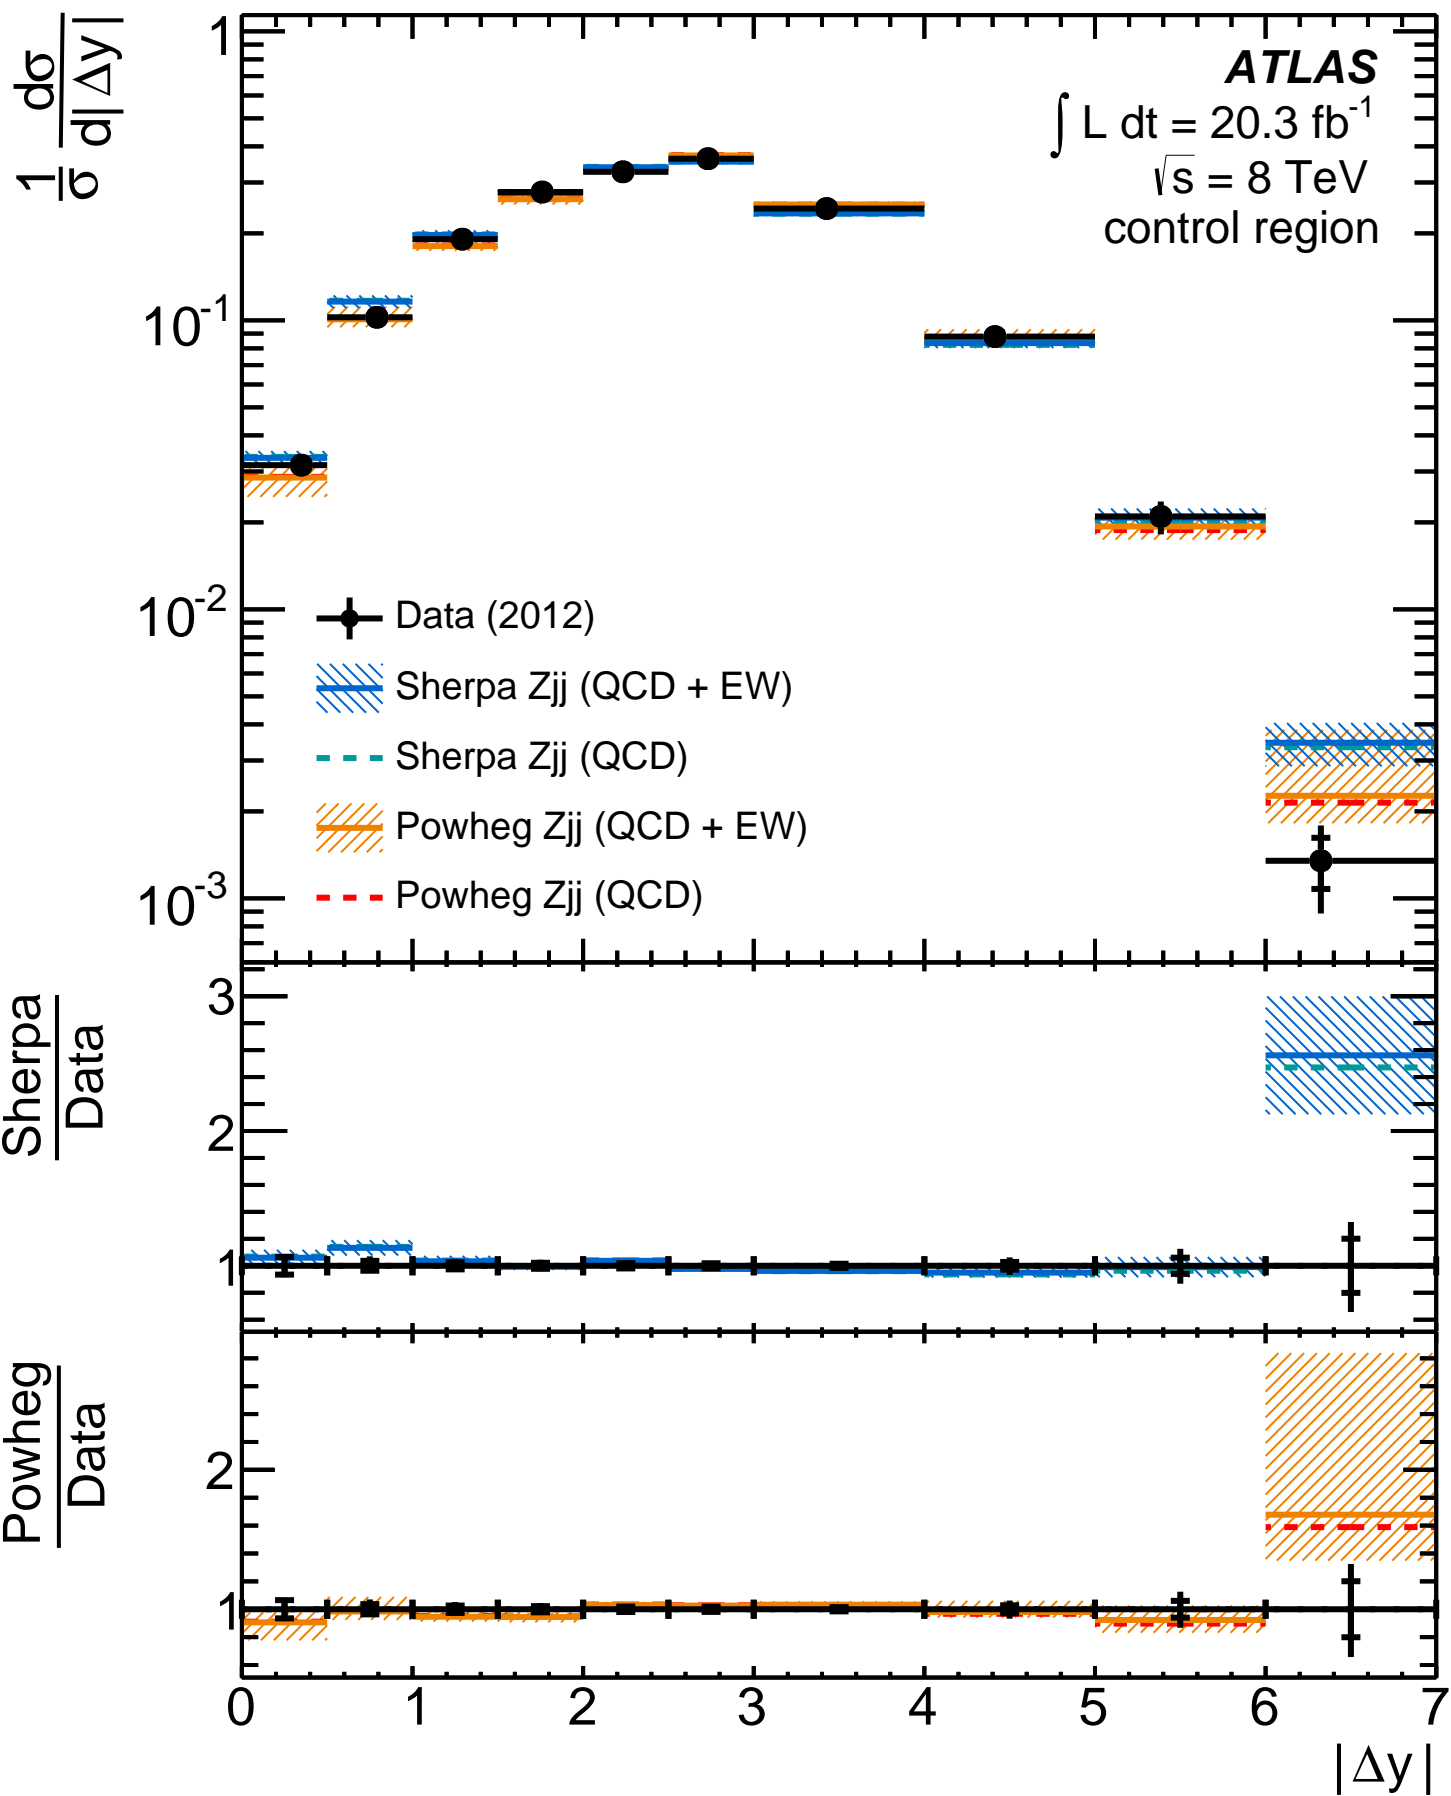 1/σ dσ/d|Δy|
1
10⁻¹
10⁻²
10⁻³
ATLAS
∫ L dt = 20.3 fb⁻¹
√s = 8 TeV
control region
Data (2012)
Sherpa Zjj (QCD + EW)
Sherpa Zjj (QCD)
Powheg Zjj (QCD + EW)
Powheg Zjj (QCD)
Sherpa
Data
3
2
1
Powheg
Data
2
1
0 1 2 3 4 5 6 7
|Δy|